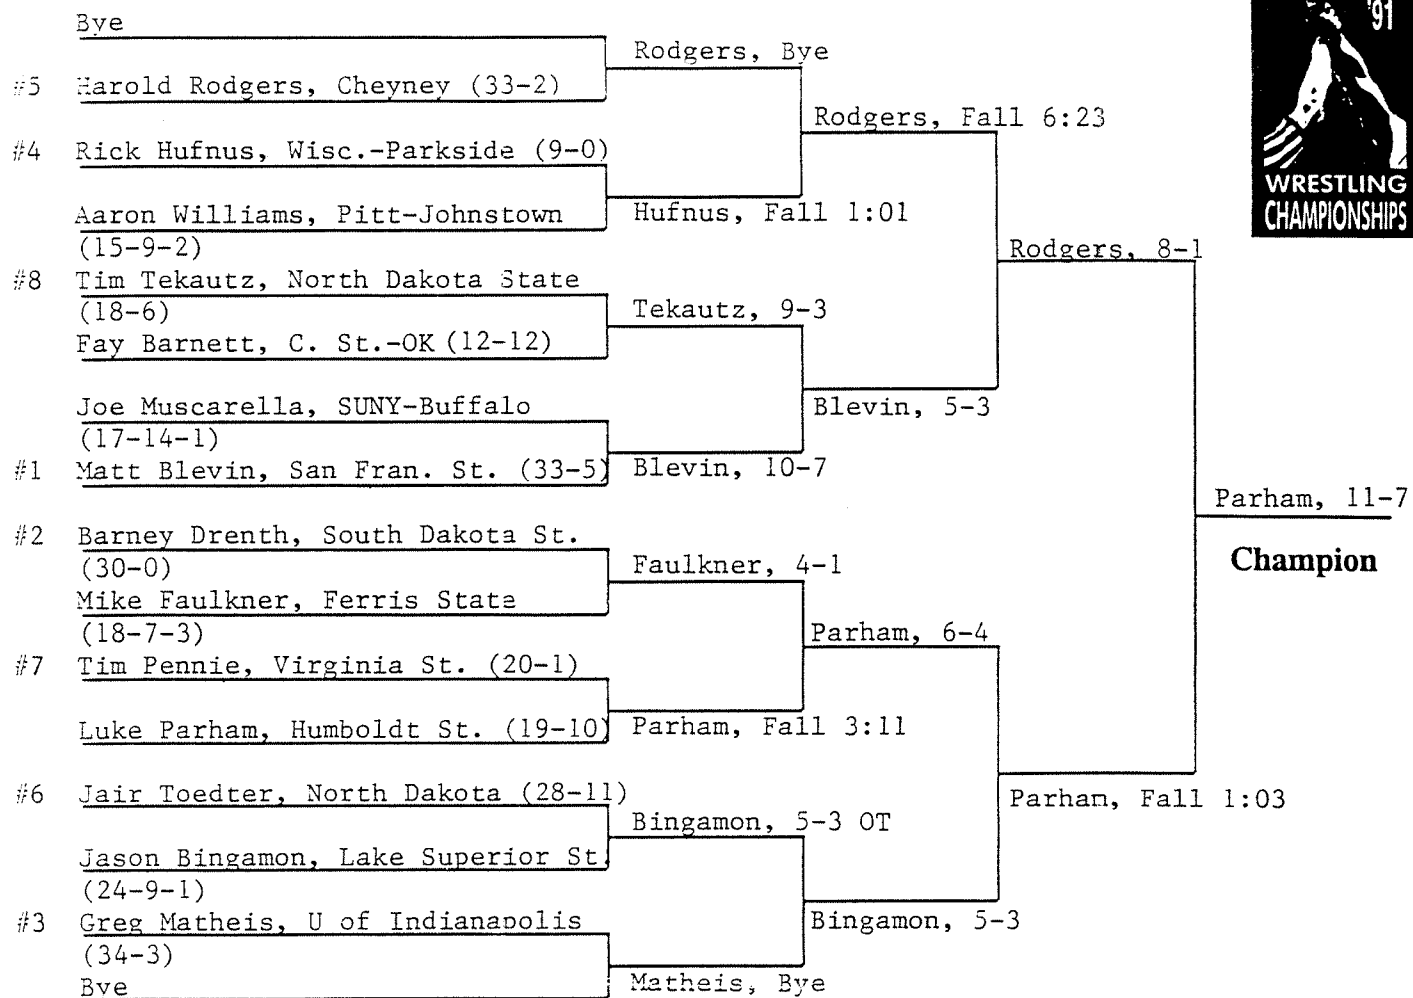 Bye
Rodgers, Bye
#5 Harold Rodgers, Cheyney (33-2)
Rodgers, Fall 6:23
#4 Rick Hufnus, Wisc.-Parkside (9-0)
Aaron Williams, Pitt-Johnstown
(15-9-2)
Hufnus, Fall 1:01
'91
WRESTLING
CHAMPIONSHIPS
Rodgers, 8-1
#8 Tim Tekautz, North Dakota State
(18-6)
Tekautz, 9-3
Fay Barnett, C. St.-OK (12-12)
Joe Muscarella, SUNY-Buffalo
(17-14-1)
Blevin, 5-3
#1 Matt Blevin, San Fran. St. (33-5)
Blevin, 10-7
Parham, 11-7
Champion
#2 Barney Drenth, South Dakota St.
(30-0)
Faulkner, 4-1
Mike Faulkner, Ferris State
(18-7-3)
Parham, 6-4
#7 Tim Pennie, Virginia St. (20-1)
Luke Parham, Humboldt St. (19-10)
Parham, Fall 3:11
#6 Jair Toedter, North Dakota (28-11)
Parham, Fall 1:03
Bingamon, 5-3 OT
Jason Bingamon, Lake Superior St.
(24-9-1)
#3 Greg Matheis, U of Indianapolis
(34-3)
Bingamon, 5-3
Bye
Matheis, Bye